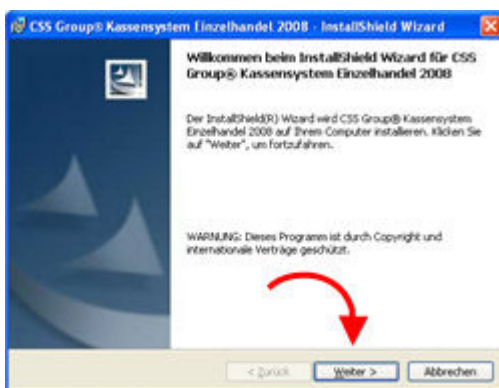 CSS Group® Kassensystem Einzelhandel 2008 - InstallShield Wizard
Willkommen beim InstallShield Wizard für CSS
Group® Kassensystem Einzelhandel 2008
Der InstallShield(R) Wizard wird CSS Group® Kassensystem
Einzelhandel 2008 auf Ihrem Computer installieren. Klicken Sie
auf "Weiter", um fortzufahren.
WARNUNG: Dieses Programm ist durch Copyright und
internationale Verträge geschützt.
< Zurück Weiter > Abbrechen